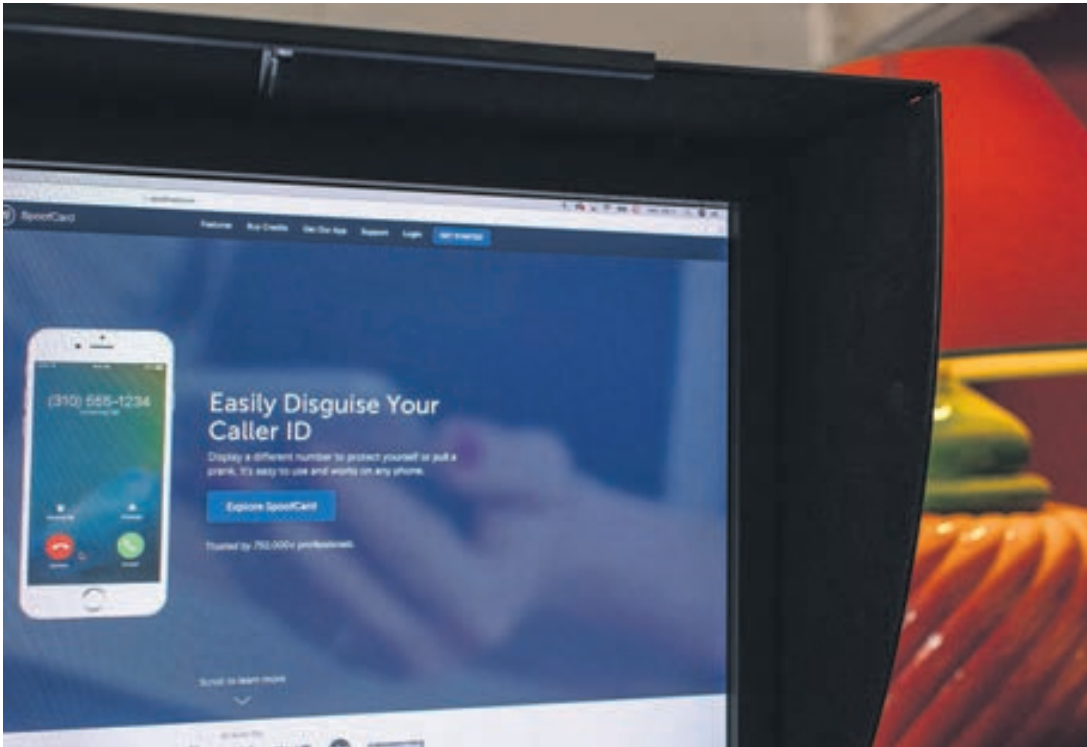 SpoofCard
Features Buy Credits Get Our App Support Login GET STARTED
(310) 555-1234
Easily Disguise Your
Caller ID
Display a different number to protect yourself or pull a
prank. It's easy to use and works on any phone.
Explore SpoofCard
Trusted by 750,000+ professionals.
Scroll to learn more